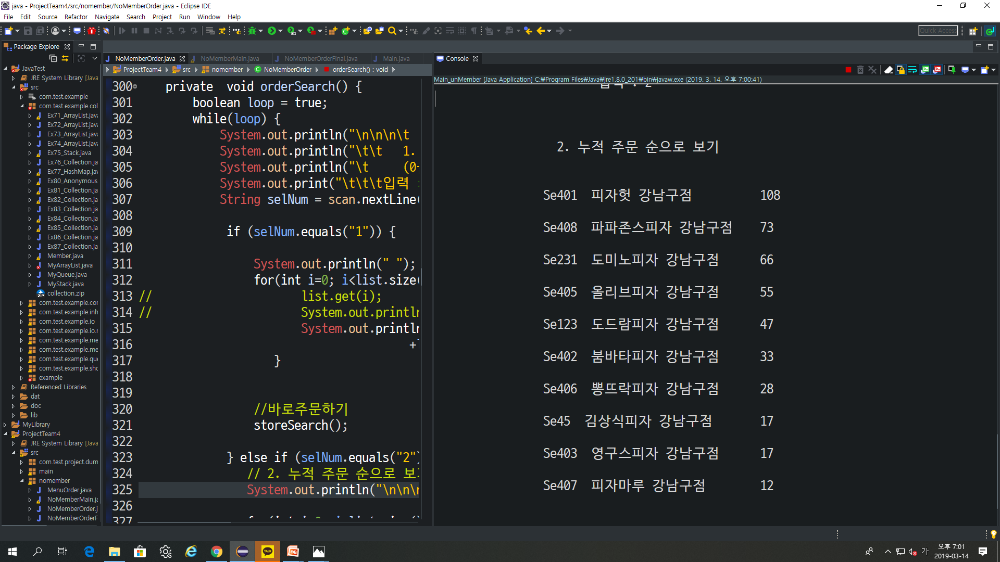 java - ProjectTeam4/src/nomember/NoMemberOrder.java - Eclipse IDE
File Edit Source Refactor Navigate Search Project Run Window Help
Quick Access
Package Explore
JavaTest
JRE System Library [Java
src
com.test.example
com.test.example.col
Ex71_ArrayList.java
Ex72_ArrayList.java
Ex73_ArrayList.java
Ex74_ArrayList.java
Ex75_Stack.java
Ex76_Collection.java
Ex77_HashMap.java
Ex80_Anonymous
Ex81_Collection.ja
Ex82_Collection.ja
Ex83_Collection.ja
Ex84_Collection.ja
Ex85_Collection.ja
Ex86_Collection.ja
Ex87_Collection.ja
Member.java
MyArrayList.java
MyQueue.java
MyStack.java
collection.zip
com.test.example.cor
com.test.example.inh
com.test.example.io
com.test.example.io.r
com.test.example.me
com.test.example.me
com.test.example.que
com.test.example.shc
example
Referenced Libraries
dat
doc
lib
MyLibrary
ProjectTeam4
JRE System Library [Java
src
com.test.project.dum
main
nomember
MenuOrder.java
NoMemberMain.ja
NoMemberOrder.j
NoMemberOrderF
NoMemberOrder.java NoMemberMain.java NoMemberOrderFinal.java Main.java
ProjectTeam4 src nomember NoMemberOrder orderSearch() : void
300 private void orderSearch() {
301 boolean loop = true;
302 while(loop) {
303 System.out.println("\n\n\n\t
304 System.out.println("\t\t 1.
305 System.out.println("\t (0
306 System.out.print("\t\t\t입력 :
307 String selNum = scan.nextLine(
308
309 if (selNum.equals("1")) {
310
311 System.out.println(" ");
312 for(int i=0; i<list.size(
313 // list.get(i);
314 // System.out.println
315 System.out.println
316 +l
317 }
318
319
320 //바로주문하기
321 storeSearch();
322
323 } else if (selNum.equals("2")
324 // 2. 누적 주문 순으로 보기
325 System.out.println("\n\n\n
326
327
Console
Main_unMember [Java Application] C:₩Program Files₩Java₩jre1.8.0_201₩bin₩javaw.exe (2019. 3. 14. 오후 7:00:41)
입력 : 2
2. 누적 주문 순으로 보기
Se401 피자헛 강남구점 108
Se408 파파존스피자 강남구점 73
Se231 도미노피자 강남구점 66
Se405 올리브피자 강남구점 55
Se123 도드람피자 강남구점 47
Se402 붐바타피자 강남구점 33
Se406 뽕뜨락피자 강남구점 28
Se45 김상식피자 강남구점 17
Se403 영구스피자 강남구점 17
Se407 피자마루 강남구점 12
TALK
가
오후 7:01
2019-03-14